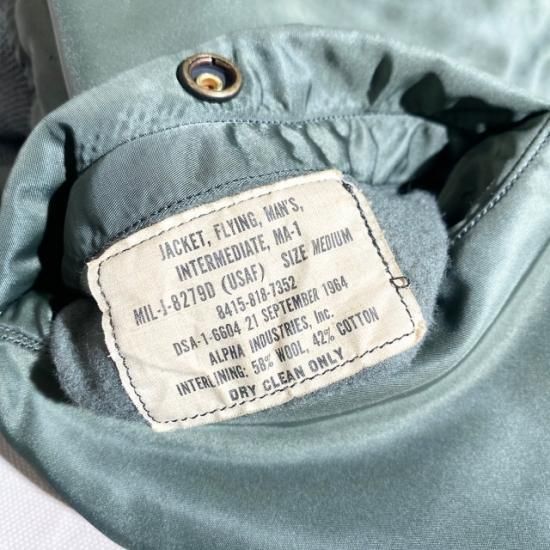 JACKET, FLYING, MAN'S,
INTERMEDIATE, MA-1
MIL-J-8279D (USAF) SIZE MEDIUM
8415-818-7352
DSA-1-6604 21 SEPTEMBER 1964
ALPHA INDUSTRIES, Inc.
INTERLINING: 58% WOOL, 42% COTTON
DRY CLEAN ONLY